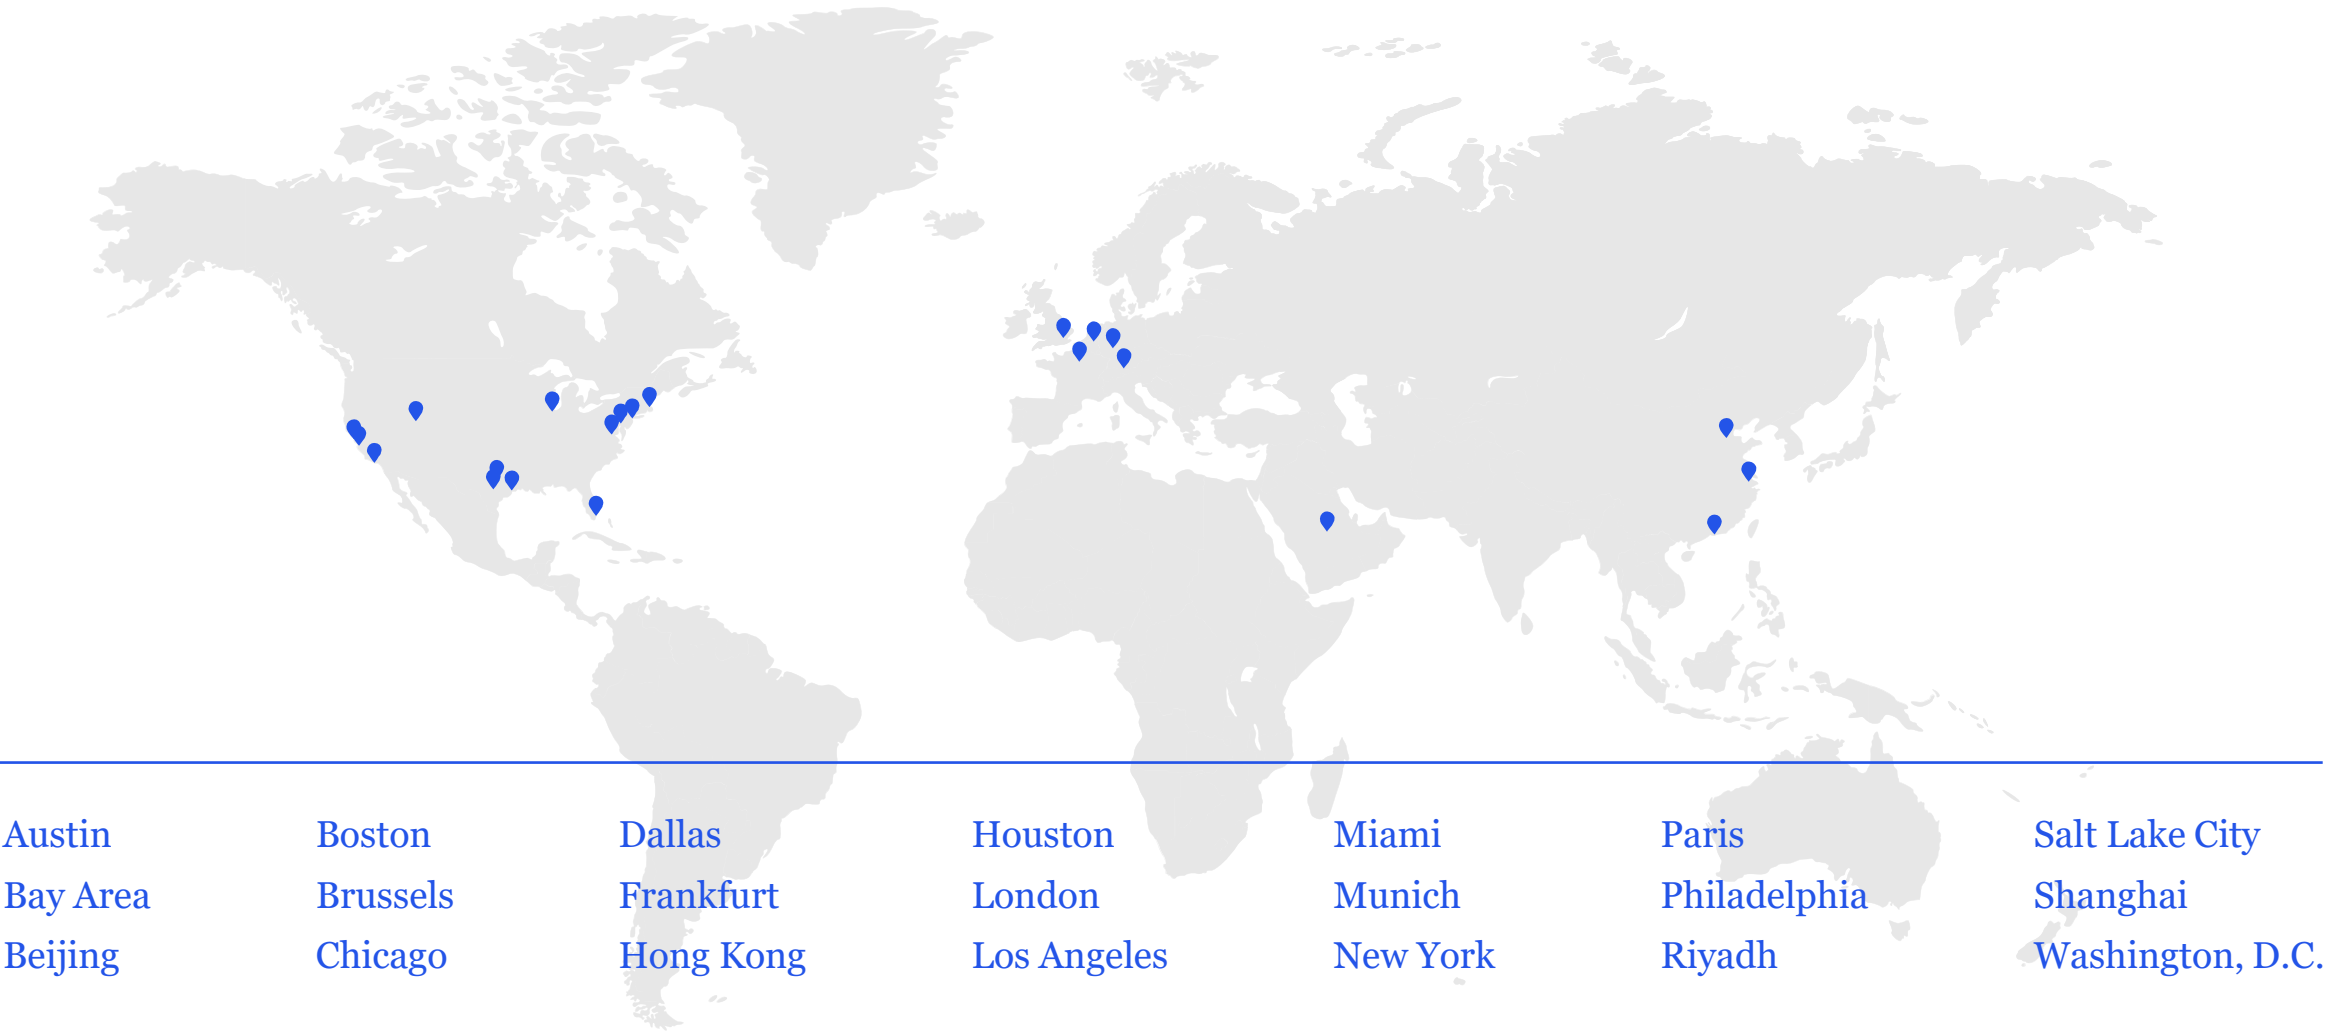 Austin
Bay Area
Beijing
Boston
Brussels
Chicago
Dallas
Frankfurt
Hong Kong
Houston
London
Los Angeles
Miami
Munich
New York
Paris
Philadelphia
Riyadh
Salt Lake City
Shanghai
Washington, D.C.